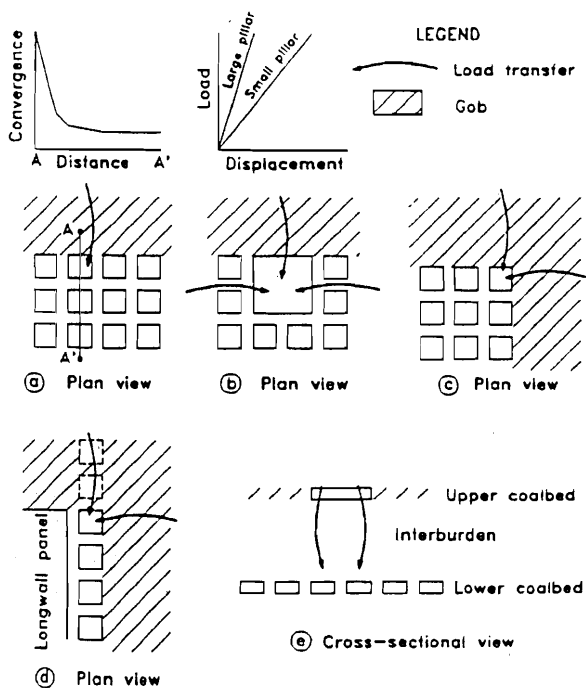 Convergence
A Distance A'
Load
Large pillar
Small pillar
Displacement
LEGEND
Load transfer
Gob
A
A'
a Plan view
b Plan view
c Plan view
Longwall panel
d Plan view
Upper coalbed
Interburden
Lower coalbed
e Cross-sectional view